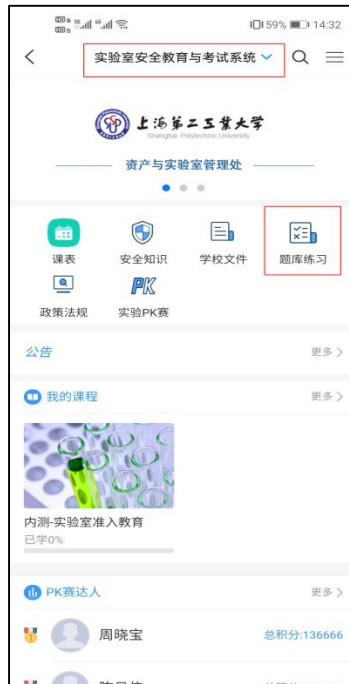 59% 14:32
实验室安全教育与考试系统
上海第二工业大学
Shanghai Polytechnic University
资产与实验室管理处
课表 安全知识 学校文件 题库练习
PK
政策法规 实验PK赛
公告 更多
我的课程 更多
内测-实验室准入教育
已学0%
PK赛达人 更多
周晓宝 总积分:136666